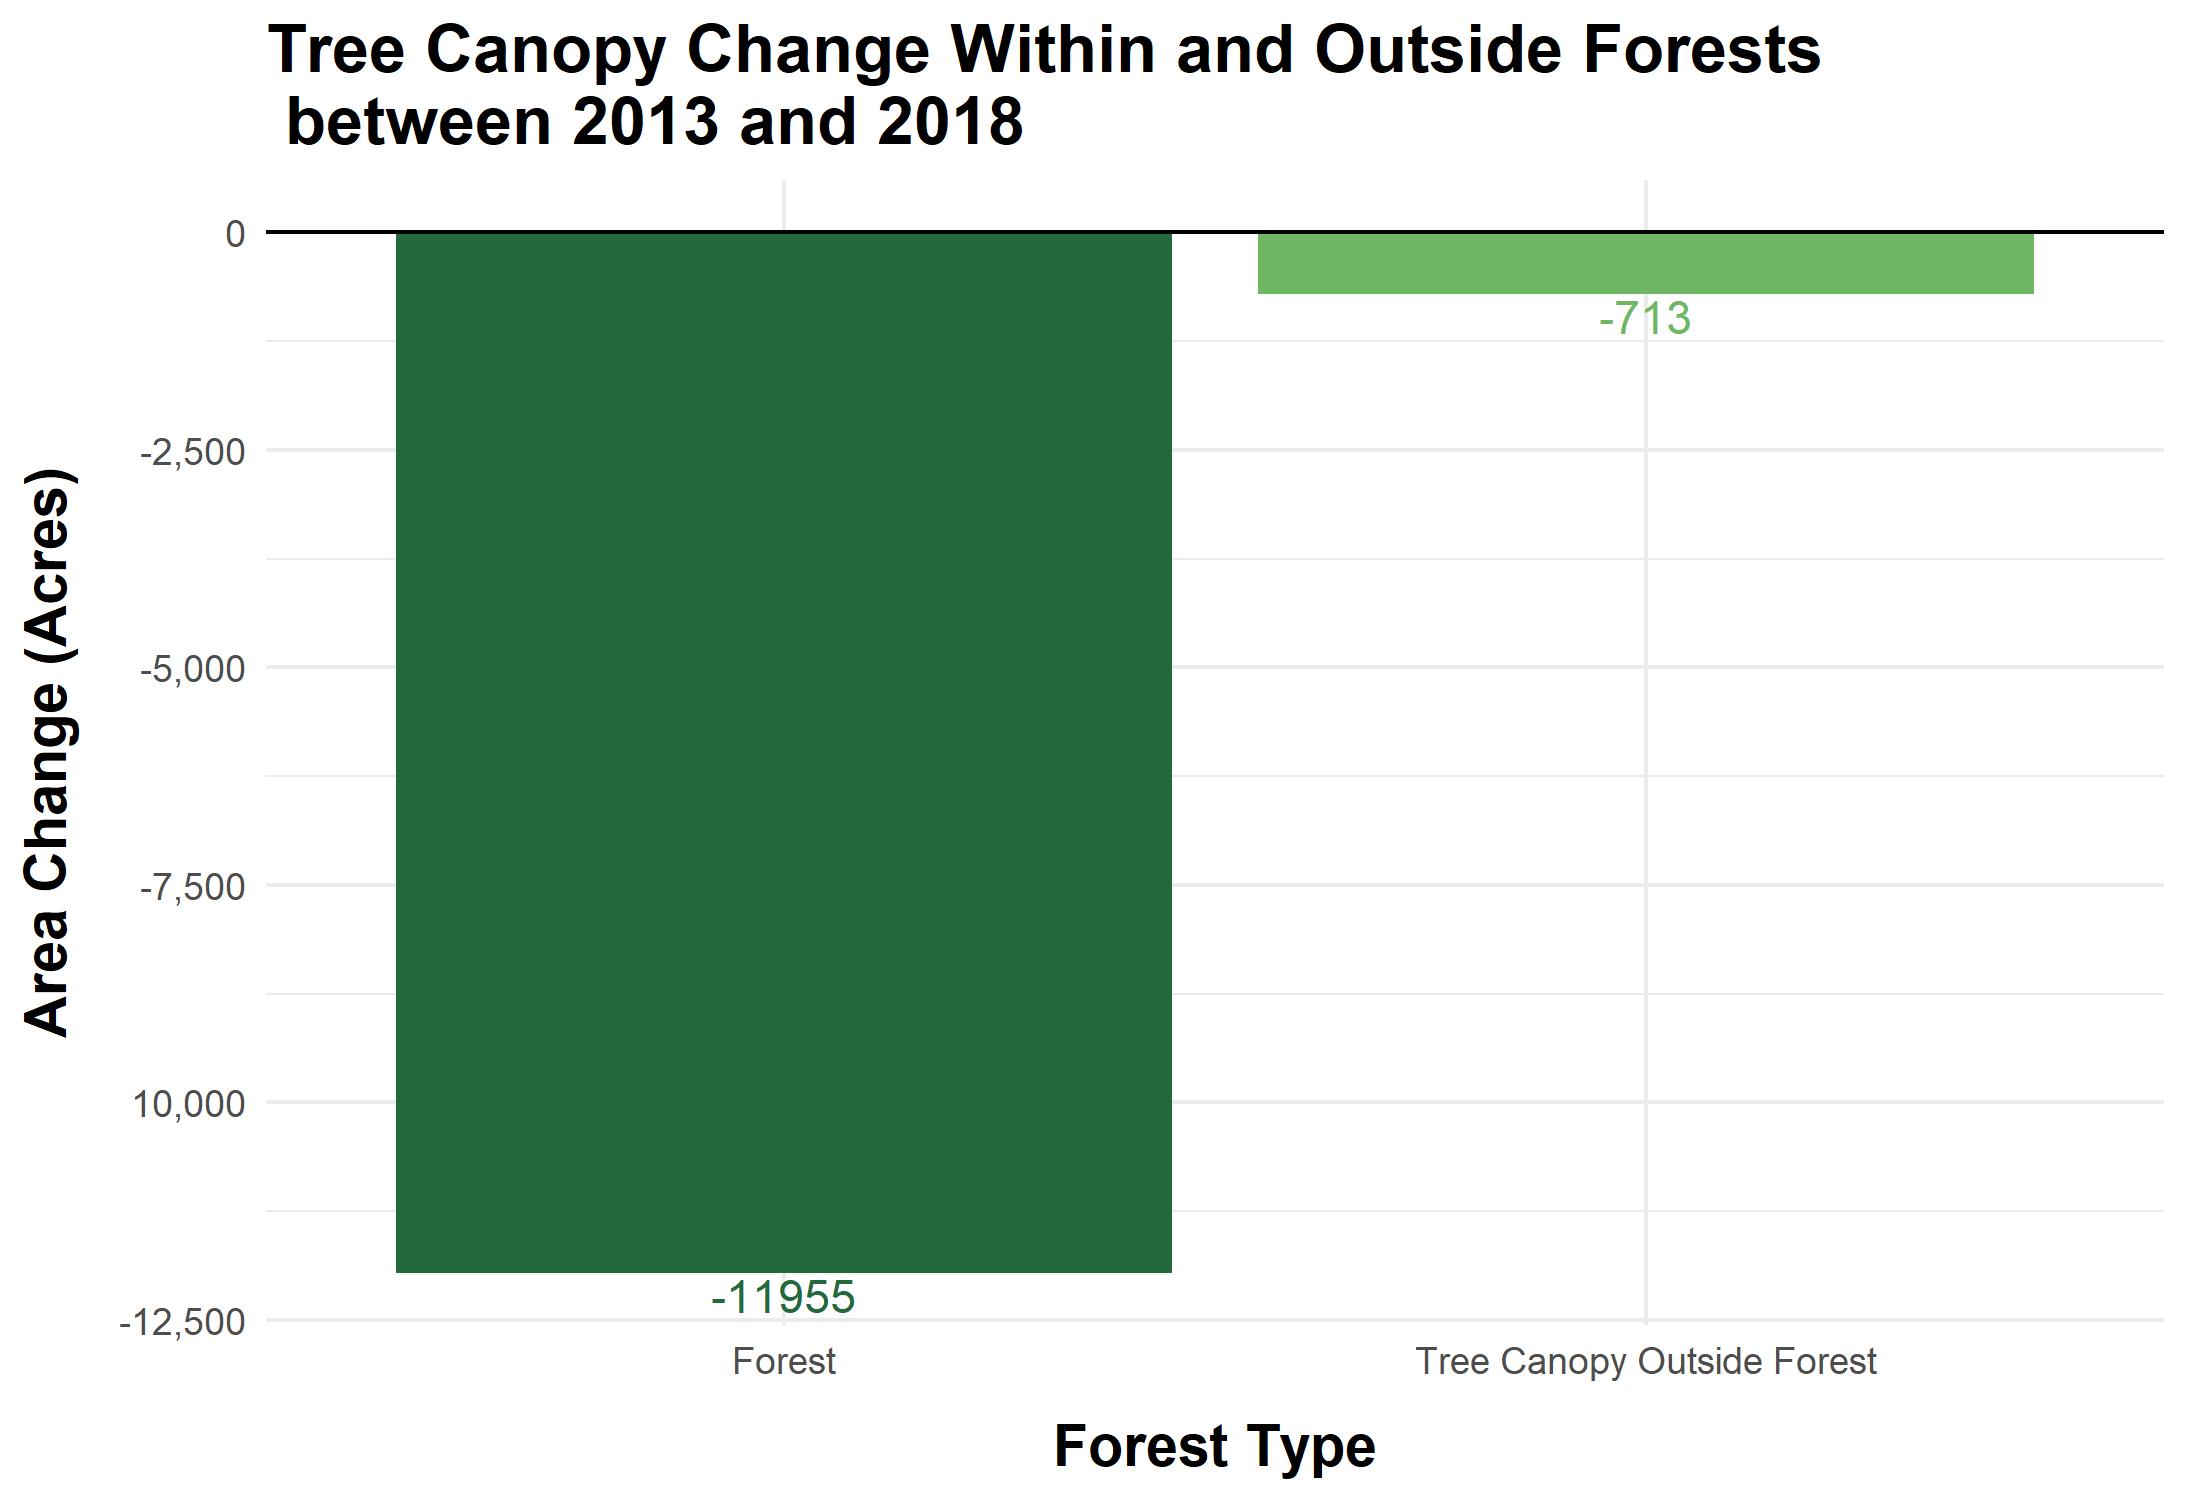 Tree Canopy Change Within and Outside Forests
between 2013 and 2018
Area Change (Acres)
0
-2,500
-5,000
-7,500
10,000
-12,500
-713
-11955
Forest
Tree Canopy Outside Forest
Forest Type